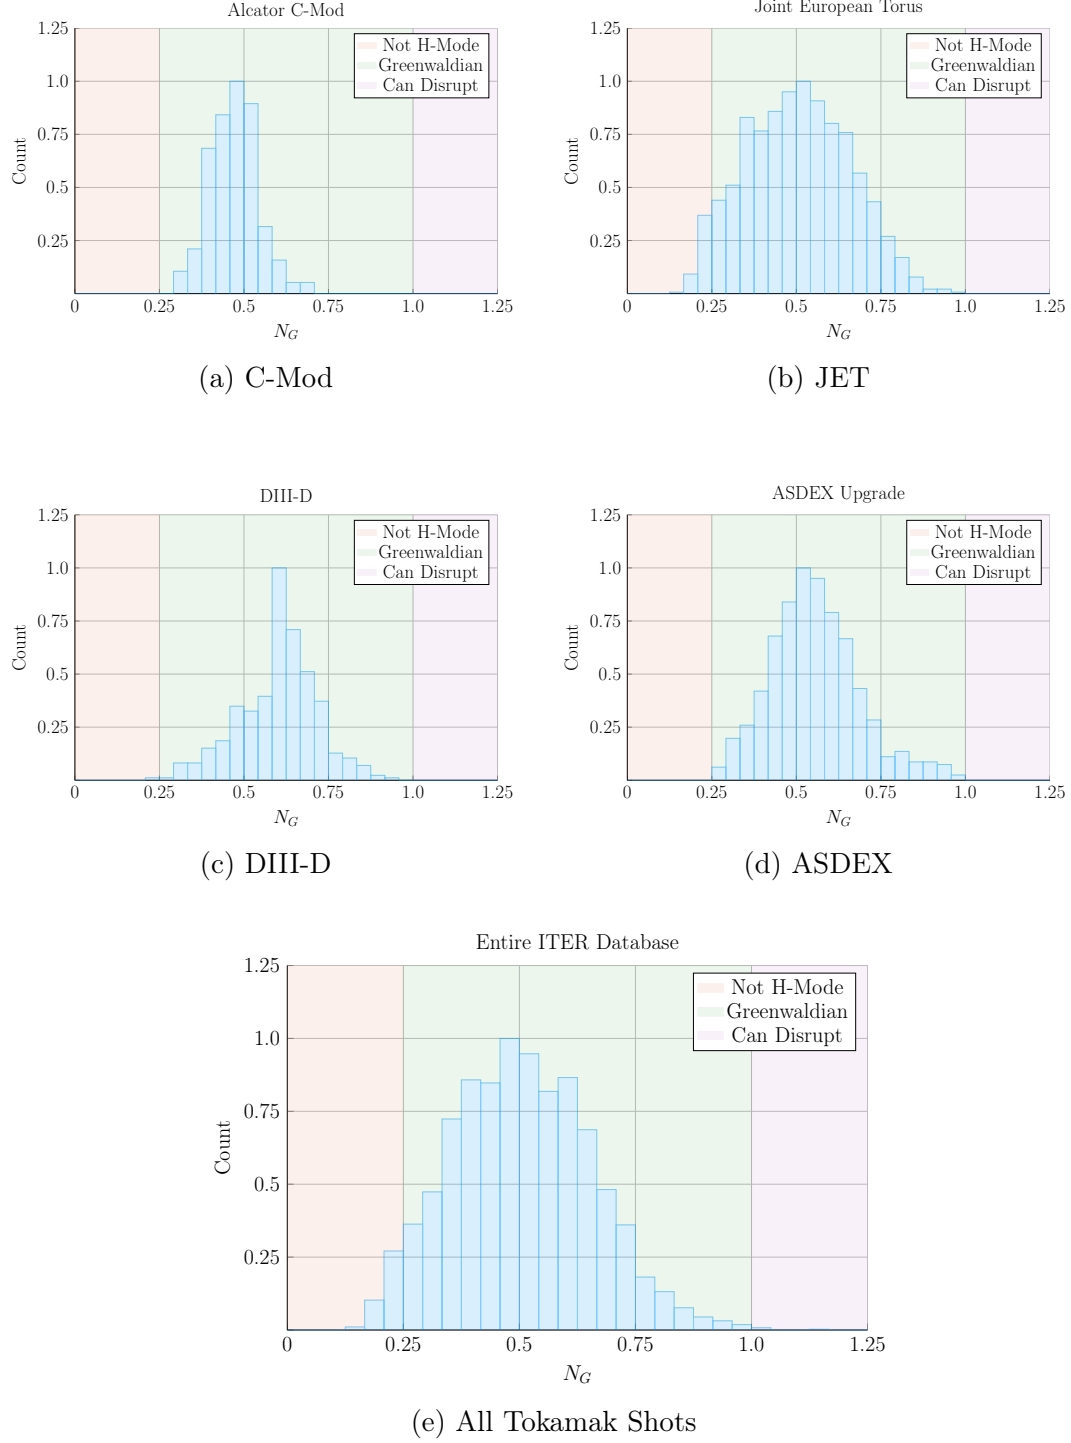 Alcator C-Mod
1.25
1.0
0.75
0.5
0.25
Count
Not H-Mode
Greenwaldian
Can Disrupt
0 0.25 0.5 0.75 1.0 1.25
N_G
(a) C-Mod
Joint European Torus
1.25
1.0
0.75
0.5
0.25
Count
Not H-Mode
Greenwaldian
Can Disrupt
0 0.25 0.5 0.75 1.0 1.25
N_G
(b) JET
DIII-D
1.25
1.0
0.75
0.5
0.25
Count
Not H-Mode
Greenwaldian
Can Disrupt
0 0.25 0.5 0.75 1.0 1.25
N_G
(c) DIII-D
ASDEX Upgrade
1.25
1.0
0.75
0.5
0.25
Count
Not H-Mode
Greenwaldian
Can Disrupt
0 0.25 0.5 0.75 1.0 1.25
N_G
(d) ASDEX
Entire ITER Database
1.25
1.0
0.75
0.5
0.25
Count
Not H-Mode
Greenwaldian
Can Disrupt
0 0.25 0.5 0.75 1.0 1.25
N_G
(e) All Tokamak Shots